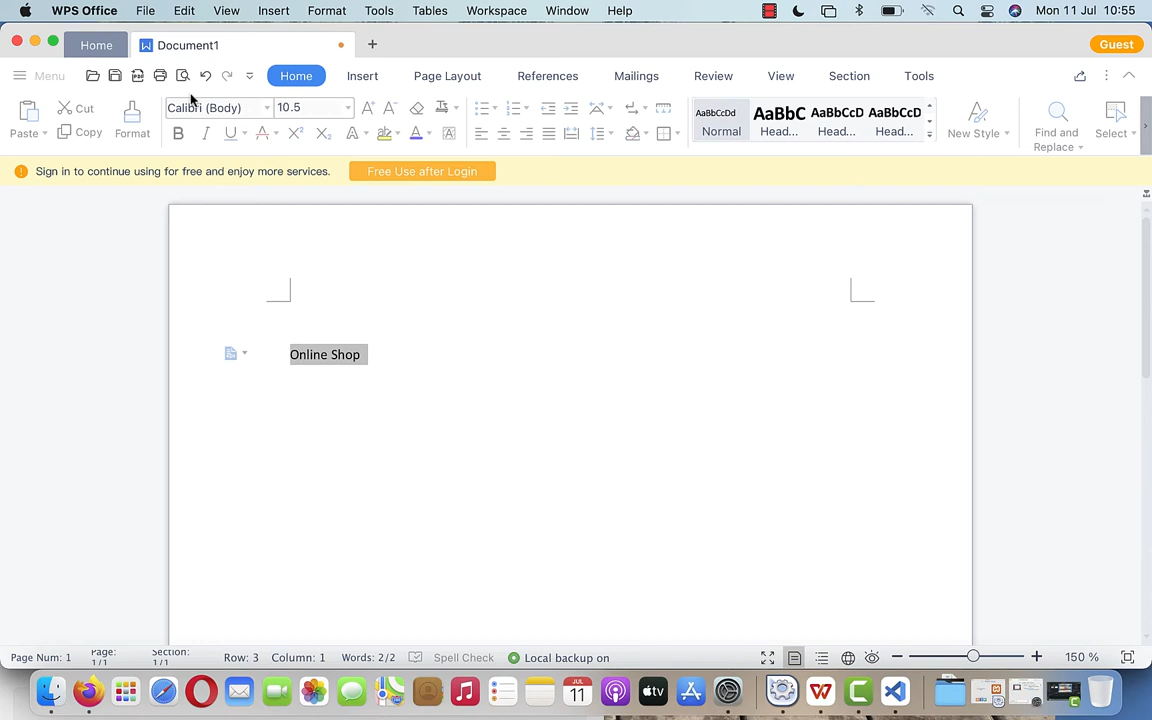 WPS Office File Edit View Insert Format Tools Tables Workspace Window Help Mon 11 Jul 10:55
Home Document1 Guest
Menu Home Insert Page Layout References Mailings Review View Section Tools
Paste Cut Copy Format Calibri (Body) 10.5 AaBbCcDd Normal AaBbC Head... AaBbCcD Head... AaBbCcD Head... New Style Find and Replace Select
Sign in to continue using for free and enjoy more services. Free Use after Login
Online Shop
Page Num: 1 Page: 1/1 Section: 1/1 Row: 3 Column: 1 Words: 2/2 Spell Check Local backup on 150 %
JUL
11
tv